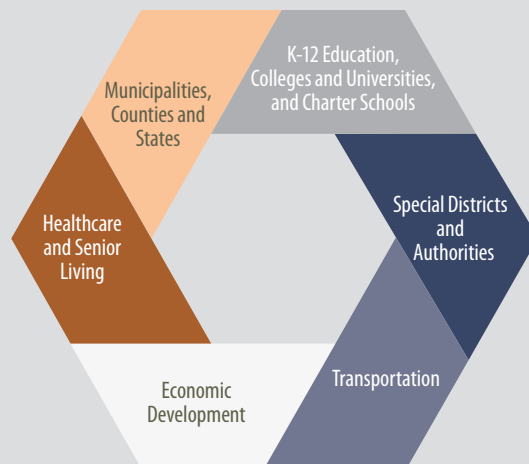 K-12 Education,
Colleges and Universities,
and Charter Schools
Municipalities,
Counties and
States
Special Districts
and
Authorities
Healthcare
and Senior
Living
Transportation
Economic
Development